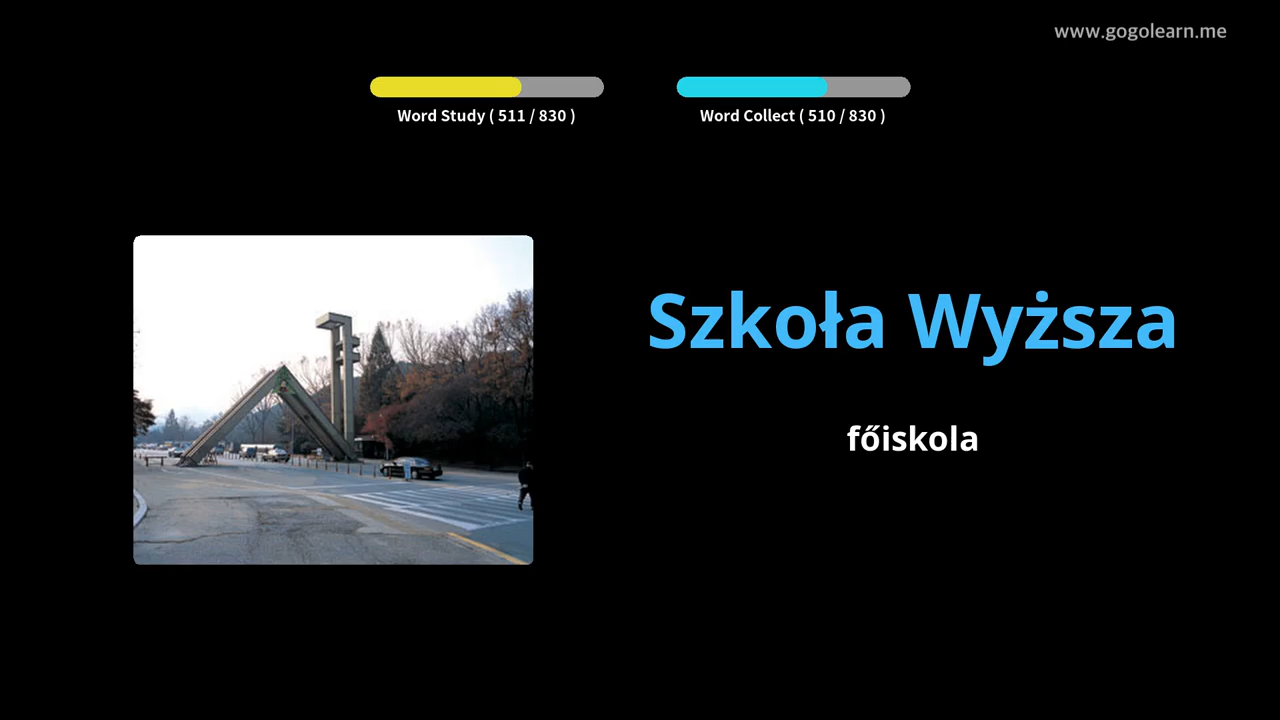 www.gogolearn.me
Word Study ( 511 / 830 )
Word Collect ( 510 / 830 )
Szkoła Wyższa
főiskola